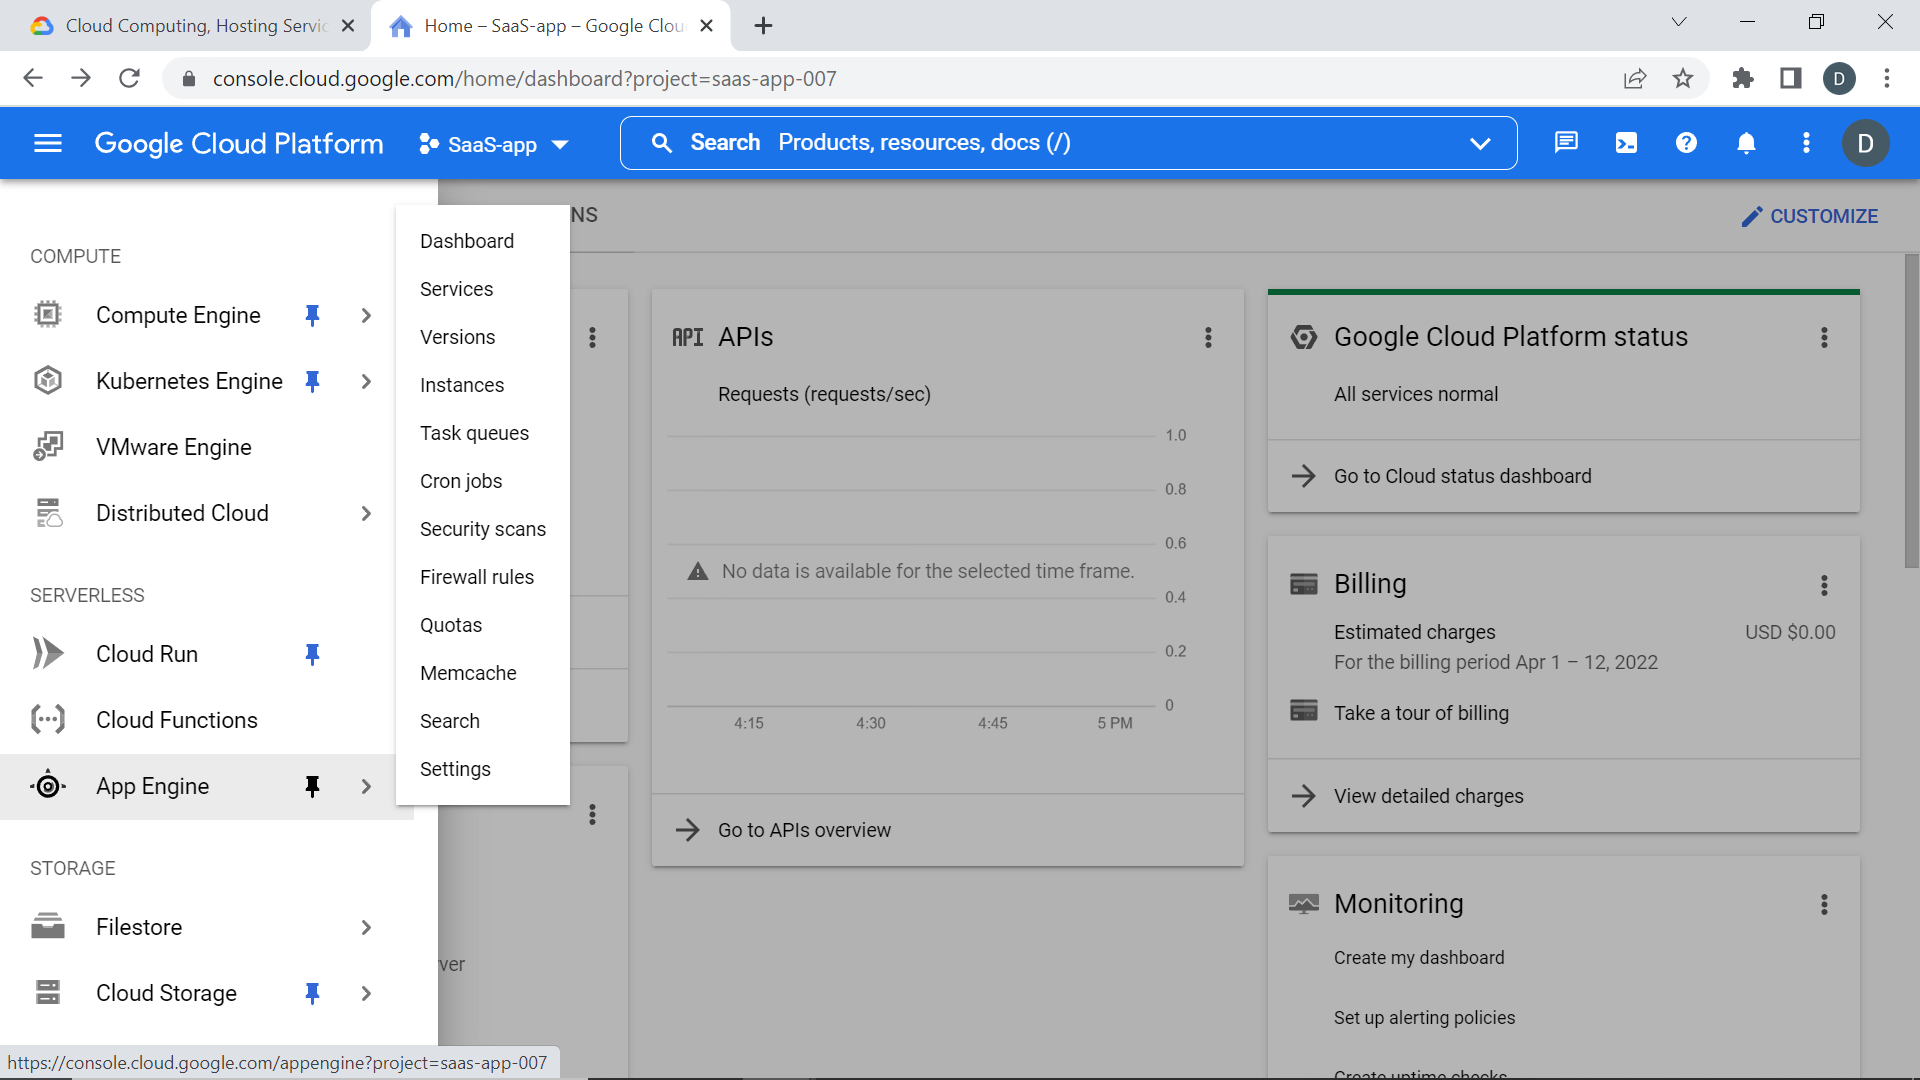 Cloud Computing, Hosting Servic
Home – SaaS-app – Google Clou
console.cloud.google.com/home/dashboard?project=saas-app-007
D
Google Cloud Platform
SaaS-app
Search Products, resources, docs (/)
D
NS
CUSTOMIZE
COMPUTE
Compute Engine
Kubernetes Engine
VMware Engine
Distributed Cloud
SERVERLESS
Cloud Run
Cloud Functions
App Engine
STORAGE
Filestore
Cloud Storage
Dashboard
Services
Versions
Instances
Task queues
Cron jobs
Security scans
Firewall rules
Quotas
Memcache
Search
Settings
ver
API APIs
Requests (requests/sec)
1.0
0.8
0.6
No data is available for the selected time frame.
0.4
0.2
0
4:15 4:30 4:45 5 PM
Go to APIs overview
Google Cloud Platform status
All services normal
Go to Cloud status dashboard
Billing
Estimated charges USD $0.00
For the billing period Apr 1 – 12, 2022
Take a tour of billing
View detailed charges
Monitoring
Create my dashboard
Set up alerting policies
Create uptime checks
https://console.cloud.google.com/appengine?project=saas-app-007